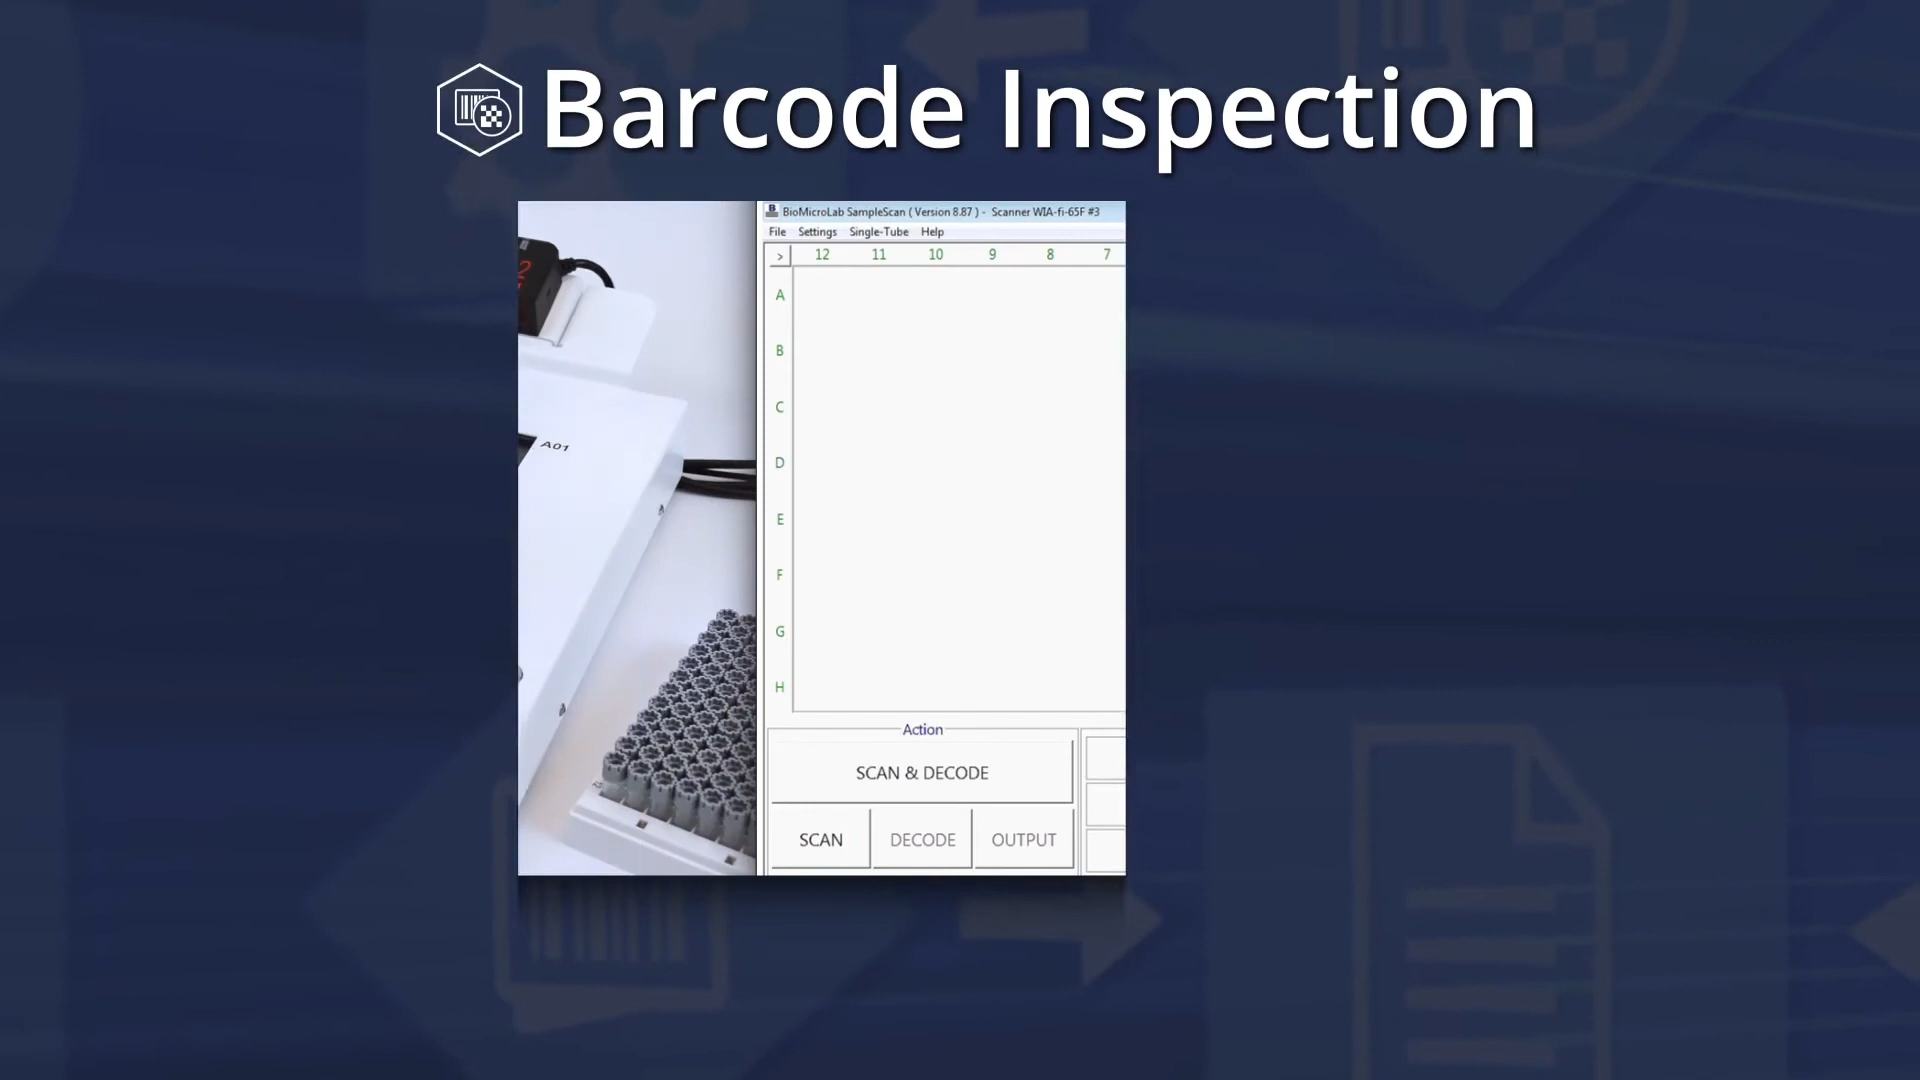 Barcode Inspection
BioMicroLab SampleScan ( Version 8.87 ) - Scanner WIA-fi-65F #3
File Settings Single-Tube Help
> 12 11 10 9 8 7
A
B
C
D
E
F
G
H
A01
Action
SCAN & DECODE
SCAN DECODE OUTPUT